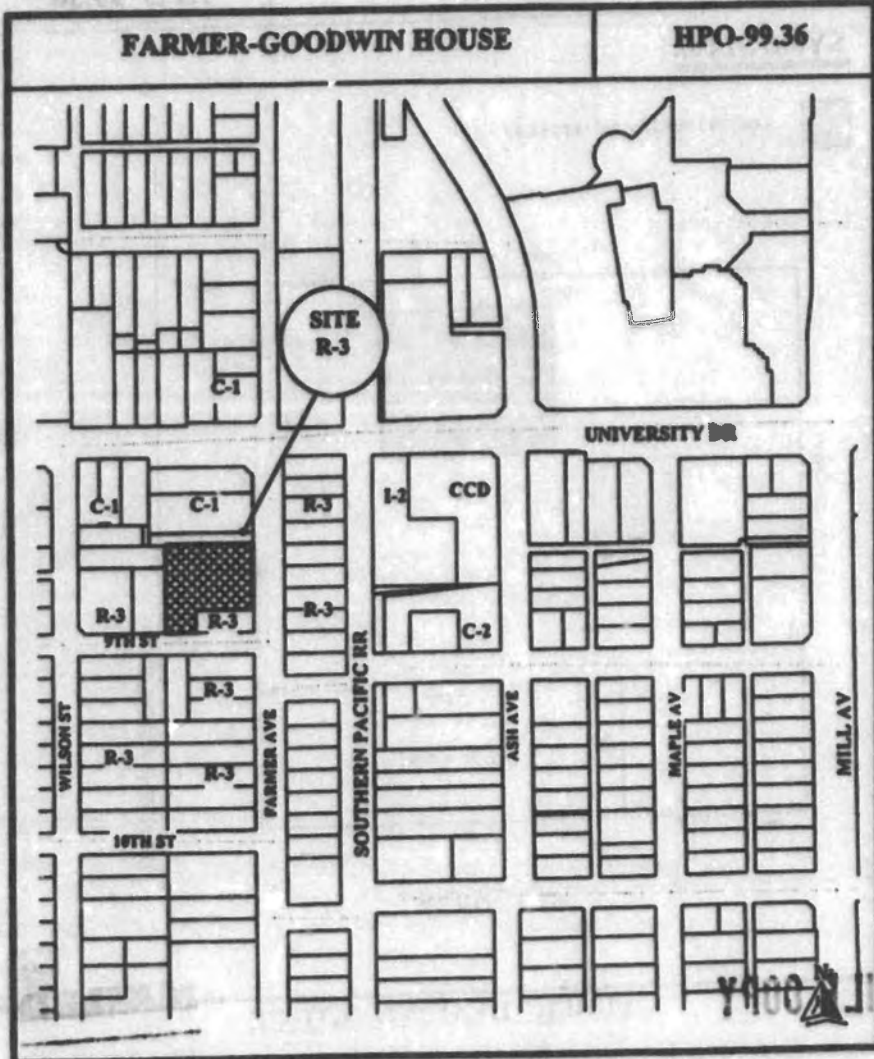 FARMER-GOODWIN HOUSE
HPO-99.36
SITE
R-3
C-1
UNIVERSITY DR
C-1
C-1
R-3
I-2
CCD
R-3
R-3
R-3
C-2
9TH ST
R-3
R-3
R-3
WILSON ST
FARMER AVE
SOUTHERN PACIFIC RR
ASH AVE
MAPLE AV
MILL AV
10TH ST
N